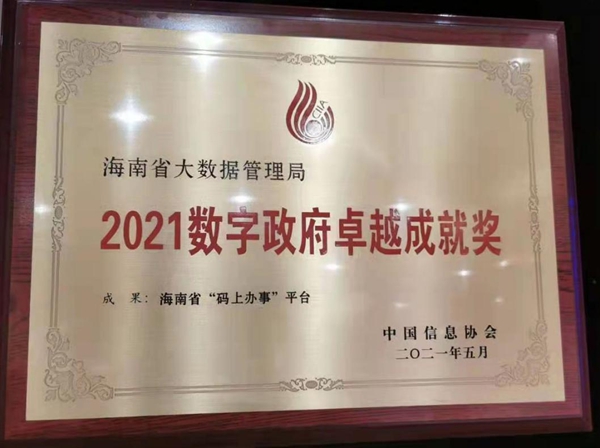 CIIA
海南省大数据管理局
2021数字政府卓越成就奖
成 果：海南省“码上办事”平台
中国信息协会
二〇二一年五月